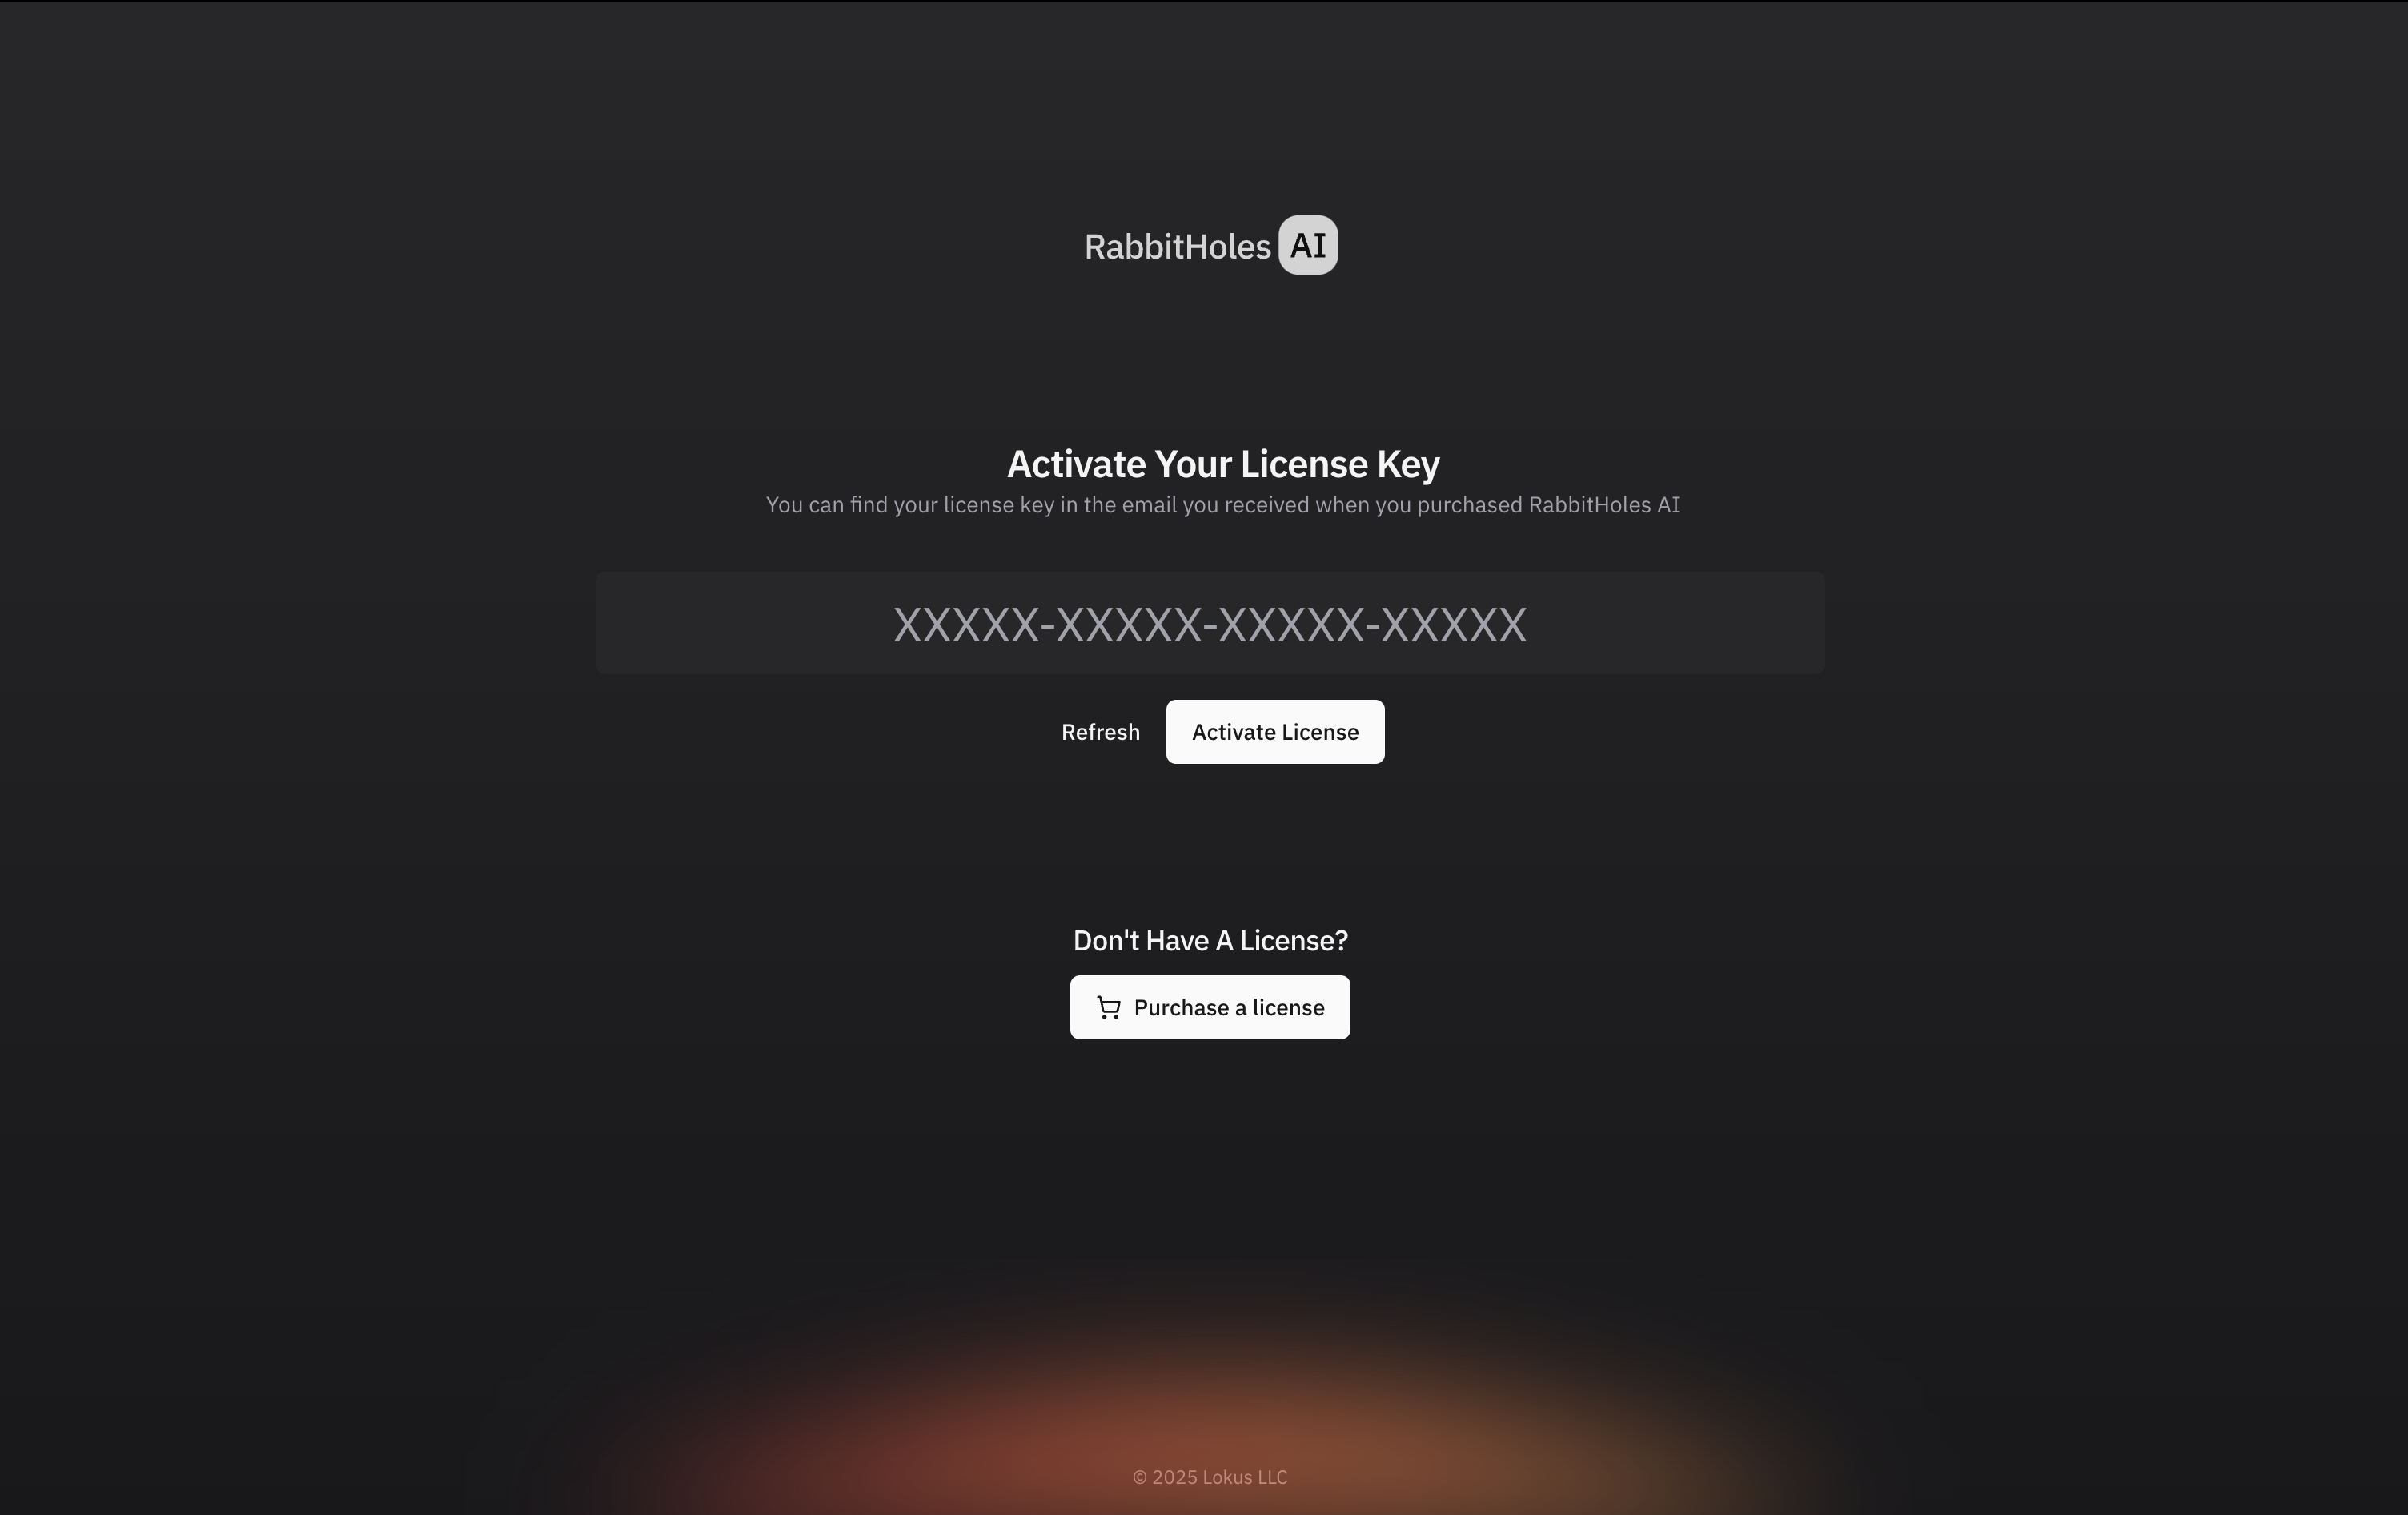 RabbitHoles AI
Activate Your License Key
You can find your license key in the email you received when you purchased RabbitHoles AI
XXXXX-XXXXX-XXXXX-XXXXX
Refresh Activate License
Don't Have A License?
Purchase a license
© 2025 Lokus LLC